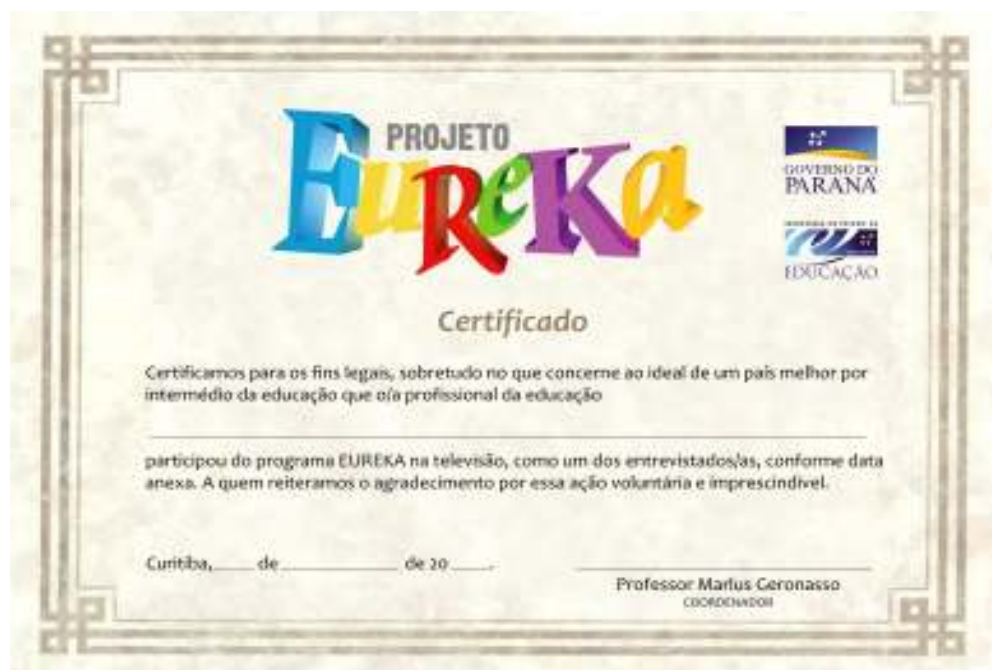 PROJETO
EUREKA
GOVERNO DO
PARANÁ
EDUCAÇÃO
Certificado
Certificamos para os fins legais, sobretudo no que concerne ao ideal de um país melhor por
intermédio da educação que o/a profissional da educação
participou do programa EUREKA na televisão, como um dos entrevistados/as, conforme data
anexa. A quem reiteramos o agradecimento por essa ação voluntária e imprescindível.
Curitiba, ____ de ____________ de 20 ____.
Professor Marlus Geronasso
COORDENADOR